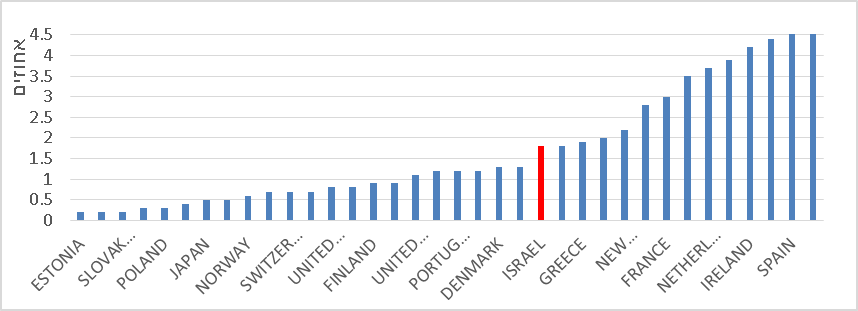 אחוזים
4.5
4
3.5
3
2.5
2
1.5
1
0.5
0
ESTONIA
SLOVAK...
POLAND
JAPAN
NORWAY
SWITZER...
UNITED...
FINLAND
UNITED...
PORTUG...
DENMARK
ISRAEL
GREECE
NEW...
FRANCE
NETHERL...
IRELAND
SPAIN